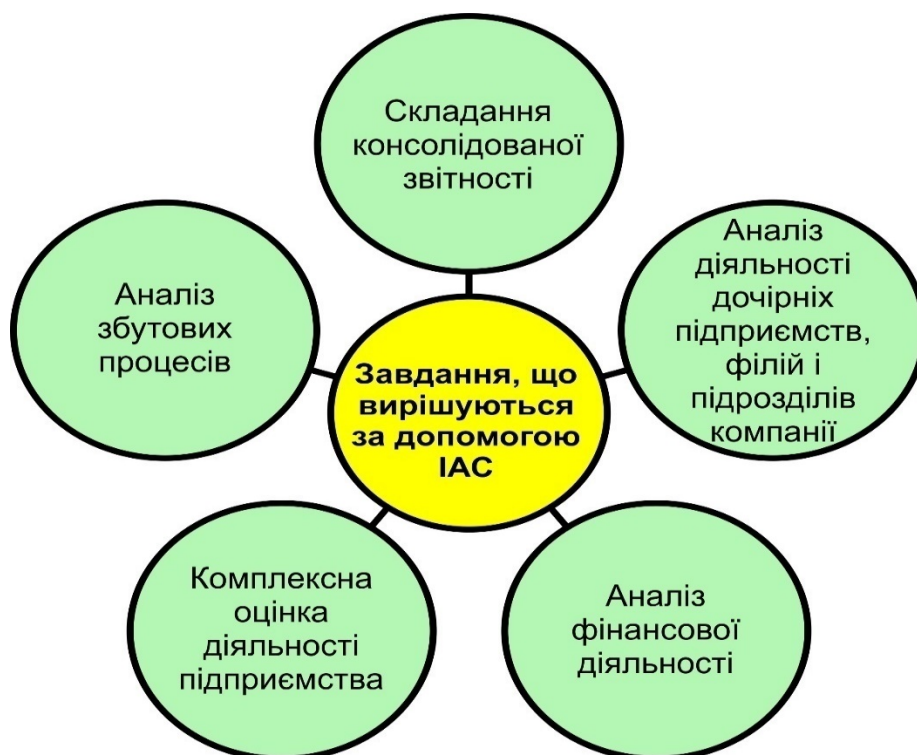 Складання
консолідованої
звітності
Аналіз
діяльності
дочірніх
підприємств,
філій і
підрозділів
компанії
Аналіз
збутових
процесів
Завдання, що
вирішуються
за допомогою
ІАС
Комплексна
оцінка
діяльності
підприємства
Аналіз
фінансової
діяльності